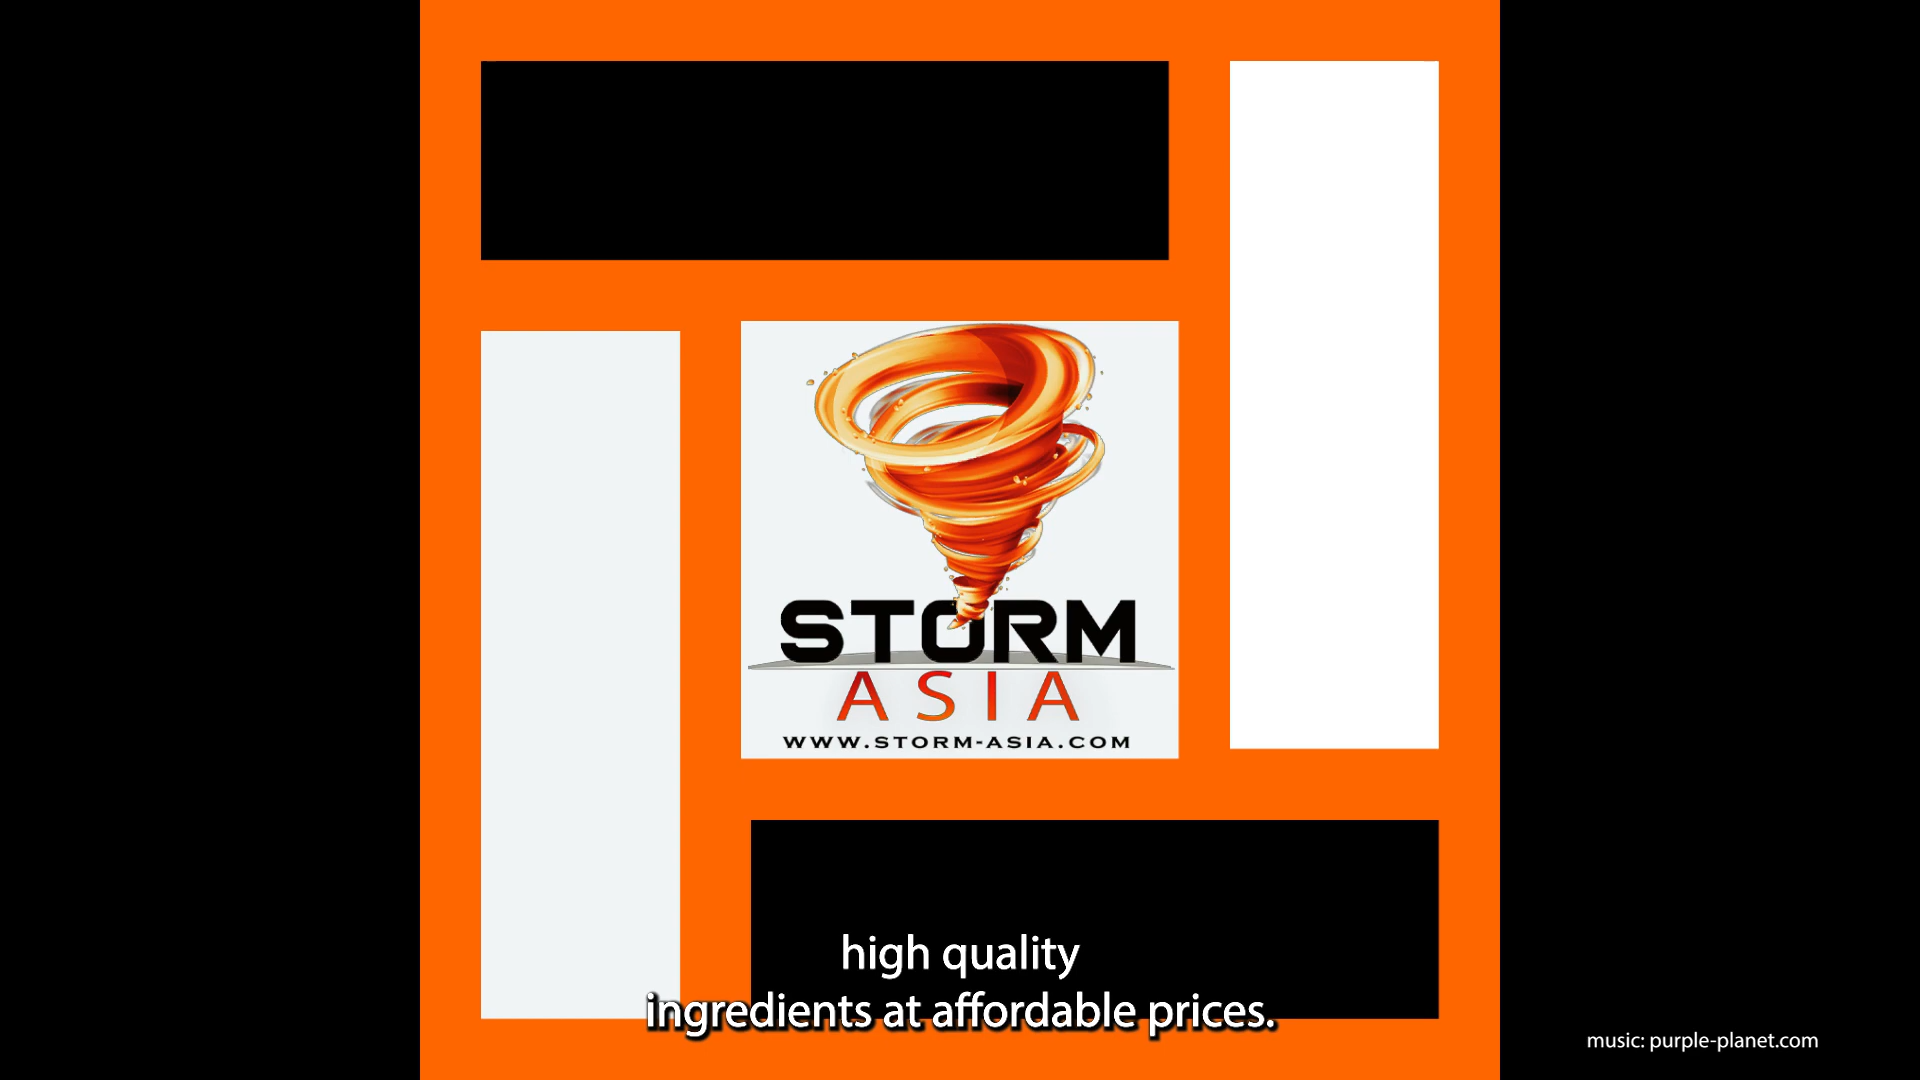 STORM
ASIA
WWW.STORM-ASIA.COM
high quality
ingredients at affordable prices.
music: purple-planet.com